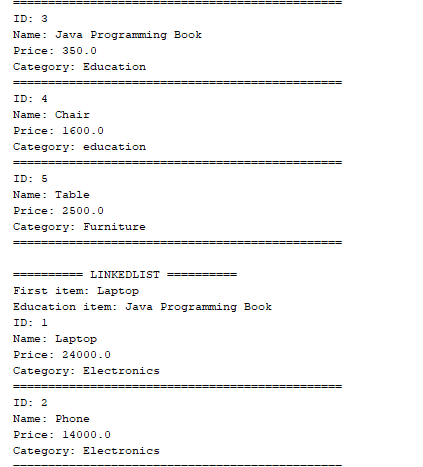 ===============================================
ID: 3
Name: Java Programming Book
Price: 350.0
Category: Education
===============================================
ID: 4
Name: Chair
Price: 1600.0
Category: education
===============================================
ID: 5
Name: Table
Price: 2500.0
Category: Furniture
===============================================
========== LINKEDLIST ==========
First item: Laptop
Education item: Java Programming Book
ID: 1
Name: Laptop
Price: 24000.0
Category: Electronics
===============================================
ID: 2
Name: Phone
Price: 14000.0
Category: Electronics
===============================================